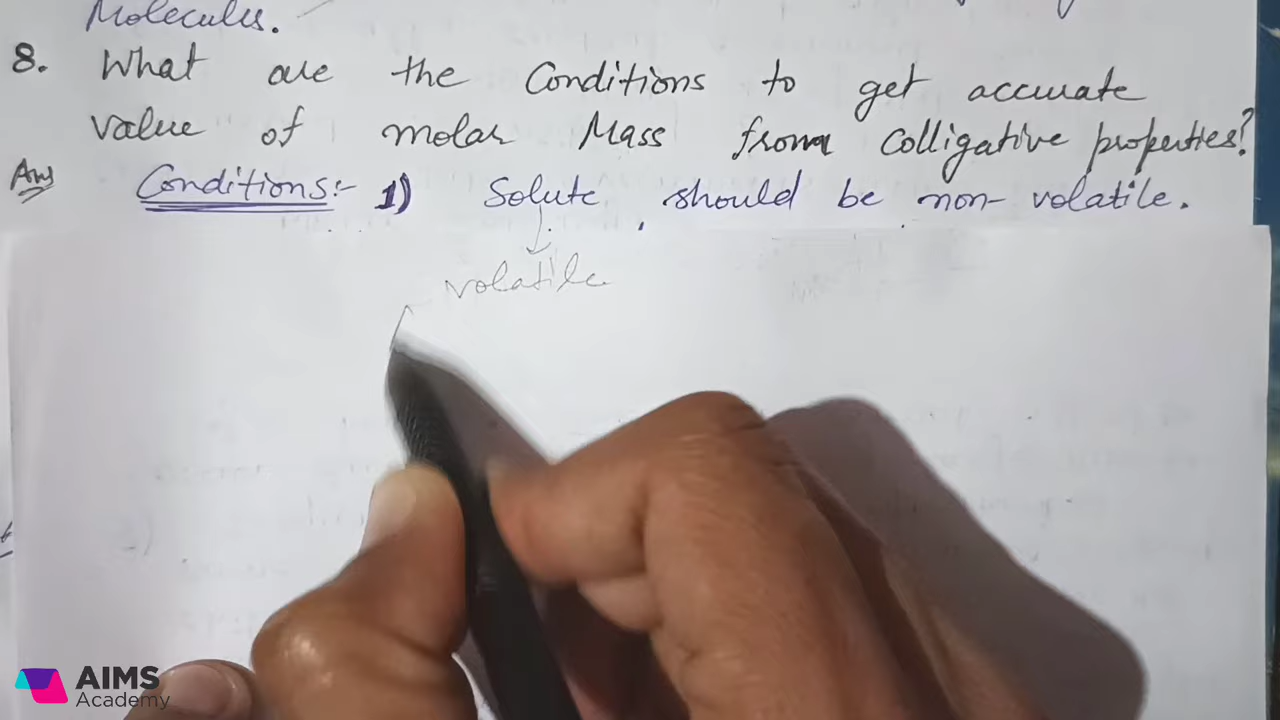 Molecules.
8. What are the Conditions to get accurate
value of molar Mass from colligative properties?
Ans Conditions:- 1) Solute should be non-volatile.
volatile
AIMS
Academy